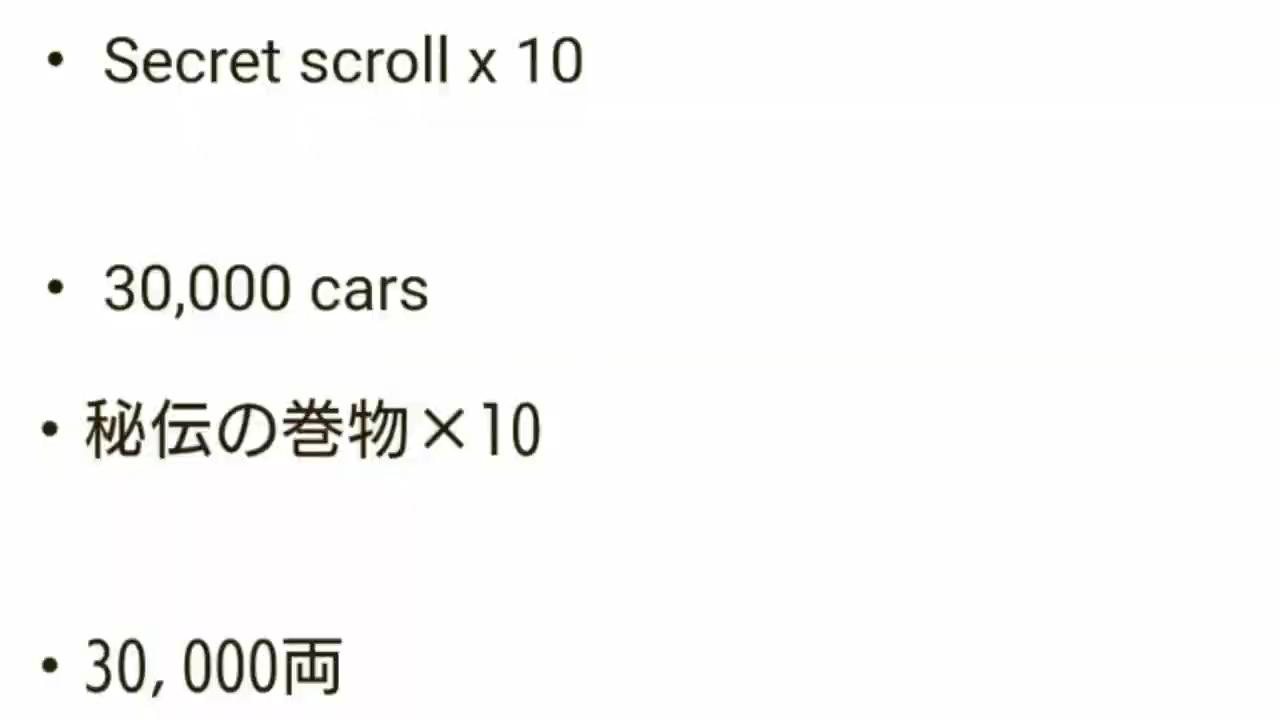 • Secret scroll x 10
• 30,000 cars
• 秘伝の巻物×10
• 30,000両